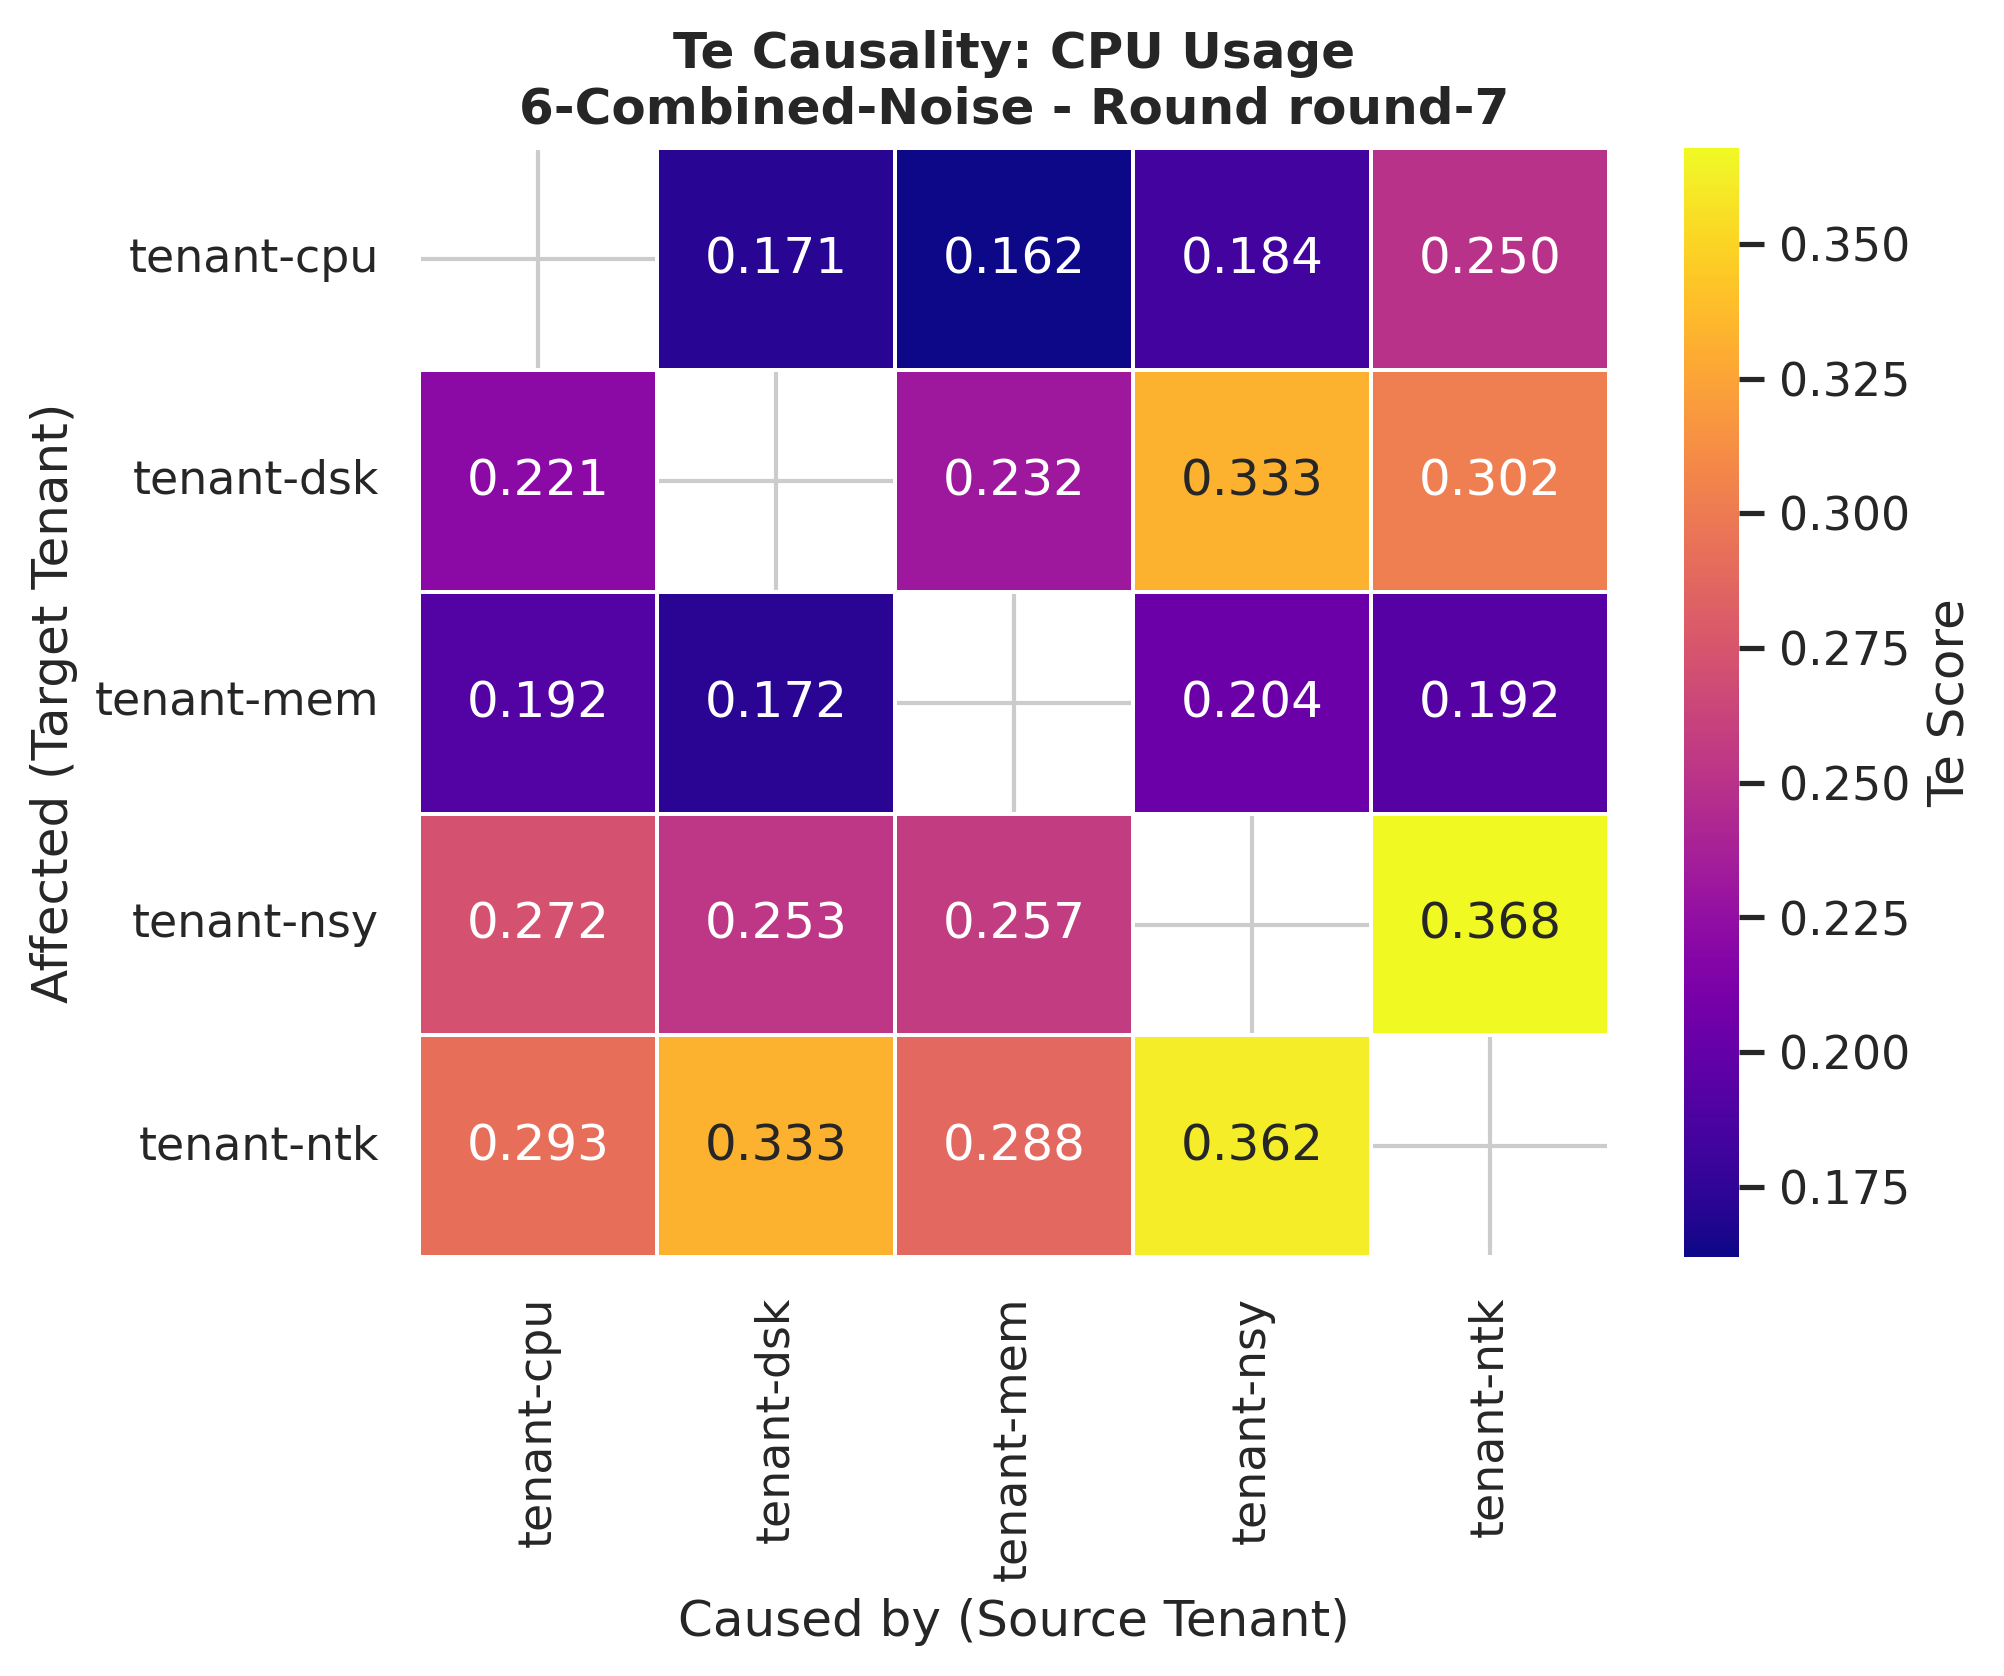 Te Causality: CPU Usage
6-Combined-Noise - Round round-7
Affected (Target Tenant)
tenant-cpu 0.171 0.162 0.184 0.250
tenant-dsk 0.221 0.232 0.333 0.302
tenant-mem 0.192 0.172 0.204 0.192
tenant-nsy 0.272 0.253 0.257 0.368
tenant-ntk 0.293 0.333 0.288 0.362
tenant-cpu
tenant-dsk
tenant-mem
tenant-nsy
tenant-ntk
Caused by (Source Tenant)
0.350
0.325
0.300
0.275
0.250
0.225
0.200
0.175
Te Score